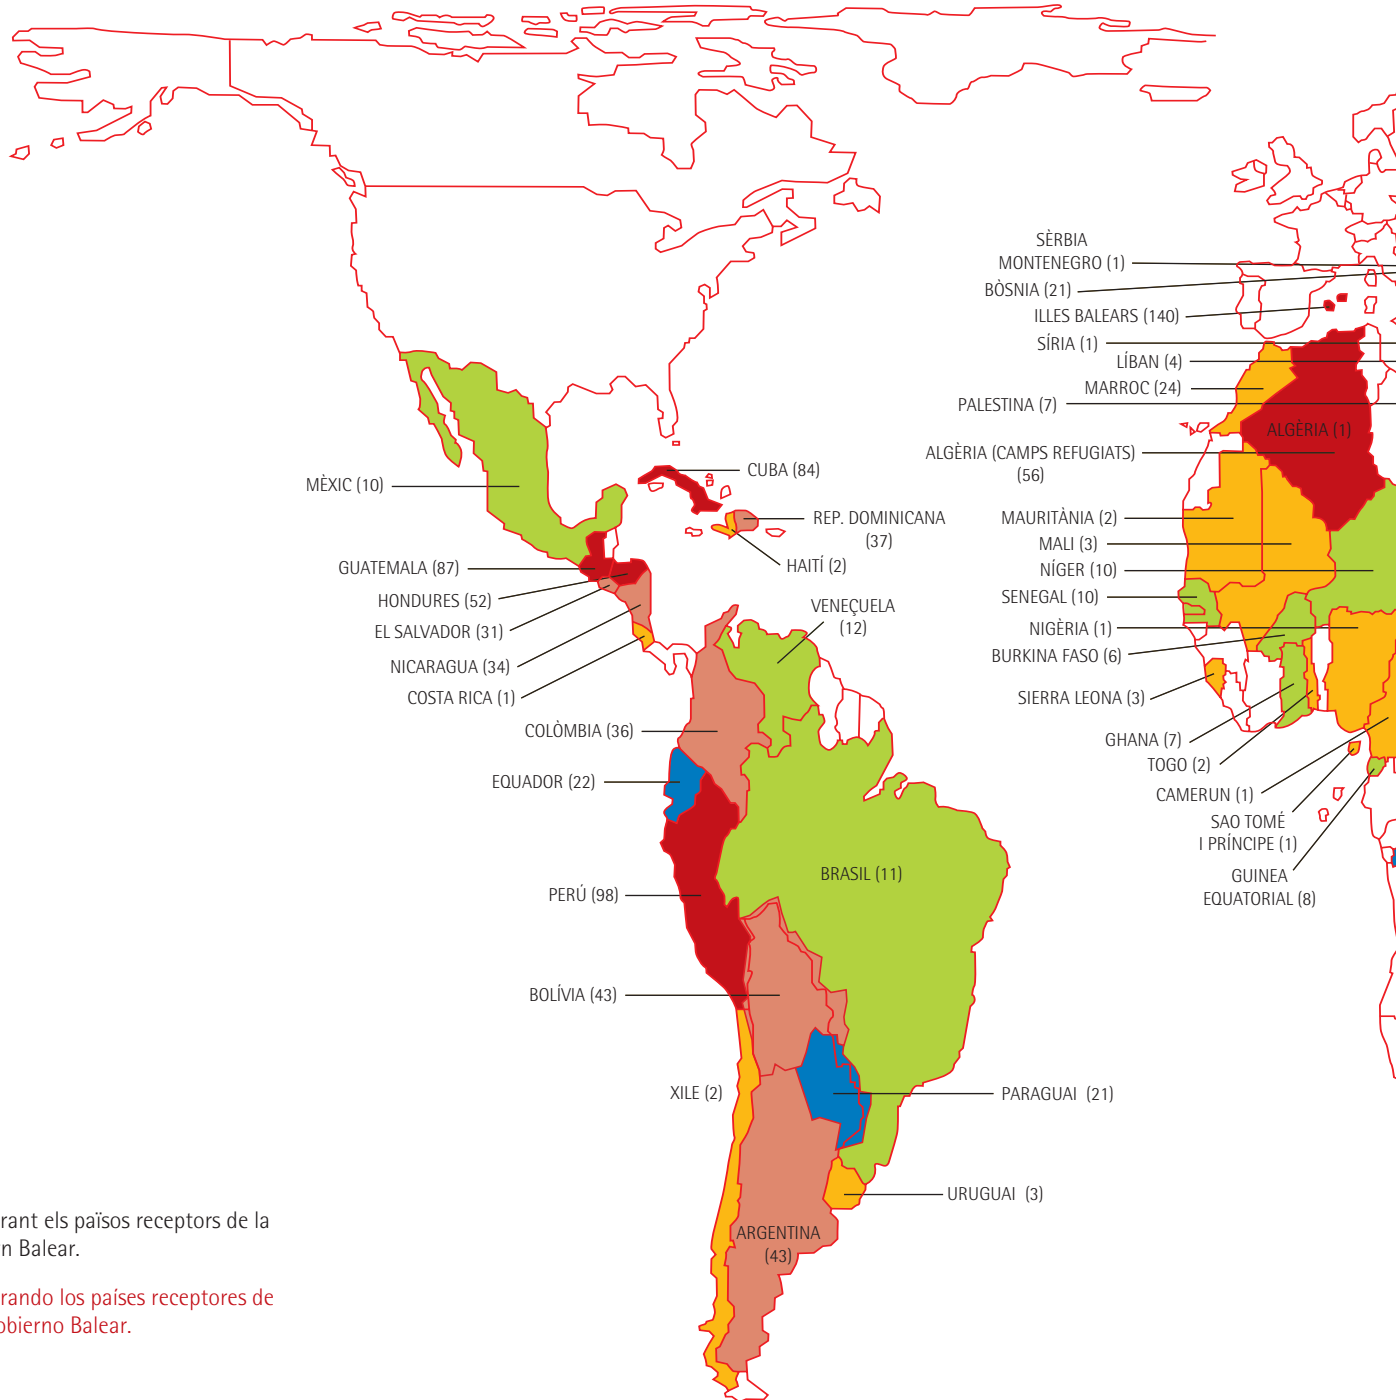 SÈRBIA
MONTENEGRO (1)
BÒSNIA (21)
ILLES BALEARS (140)
SÍRIA (1)
LÍBAN (4)
MARROC (24)
PALESTINA (7)
ALGÈRIA (1)
ALGÈRIA (CAMPS REFUGIATS)
(56)
CUBA (84)
MÈXIC (10)
REP. DOMINICANA
(37)
HAITÍ (2)
MAURITÀNIA (2)
MALI (3)
NÍGER (10)
SENEGAL (10)
NIGÈRIA (1)
BURKINA FASO (6)
SIERRA LEONA (3)
GHANA (7)
TOGO (2)
CAMERUN (1)
SAO TOMÉ
I PRÍNCIPE (1)
GUINEA
EQUATORIAL (8)
GUATEMALA (87)
HONDURES (52)
EL SALVADOR (31)
NICARAGUA (34)
COSTA RICA (1)
VENEÇUELA
(12)
COLÒMBIA (36)
EQUADOR (22)
BRASIL (11)
PERÚ (98)
BOLÍVIA (43)
XILE (2)
PARAGUAI (21)
URUGUAI (3)
ARGENTINA
(43)
rant els països receptors de la
n Balear.
rando los países receptores de
obierno Balear.